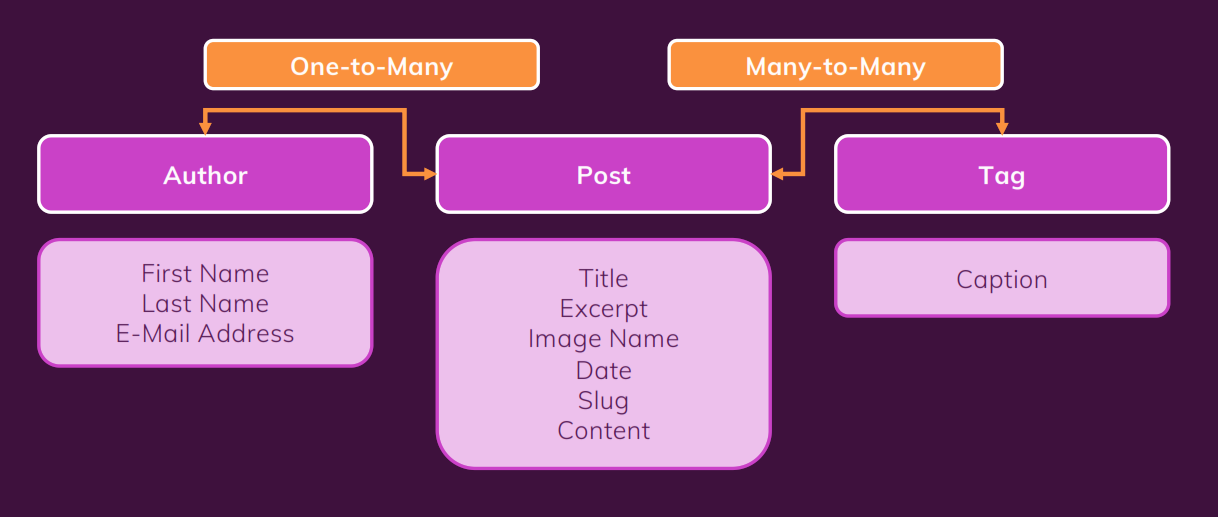 One-to-Many
Many-to-Many
Author
Post
Tag
First Name
Last Name
E-Mail Address
Title
Excerpt
Image Name
Date
Slug
Content
Caption